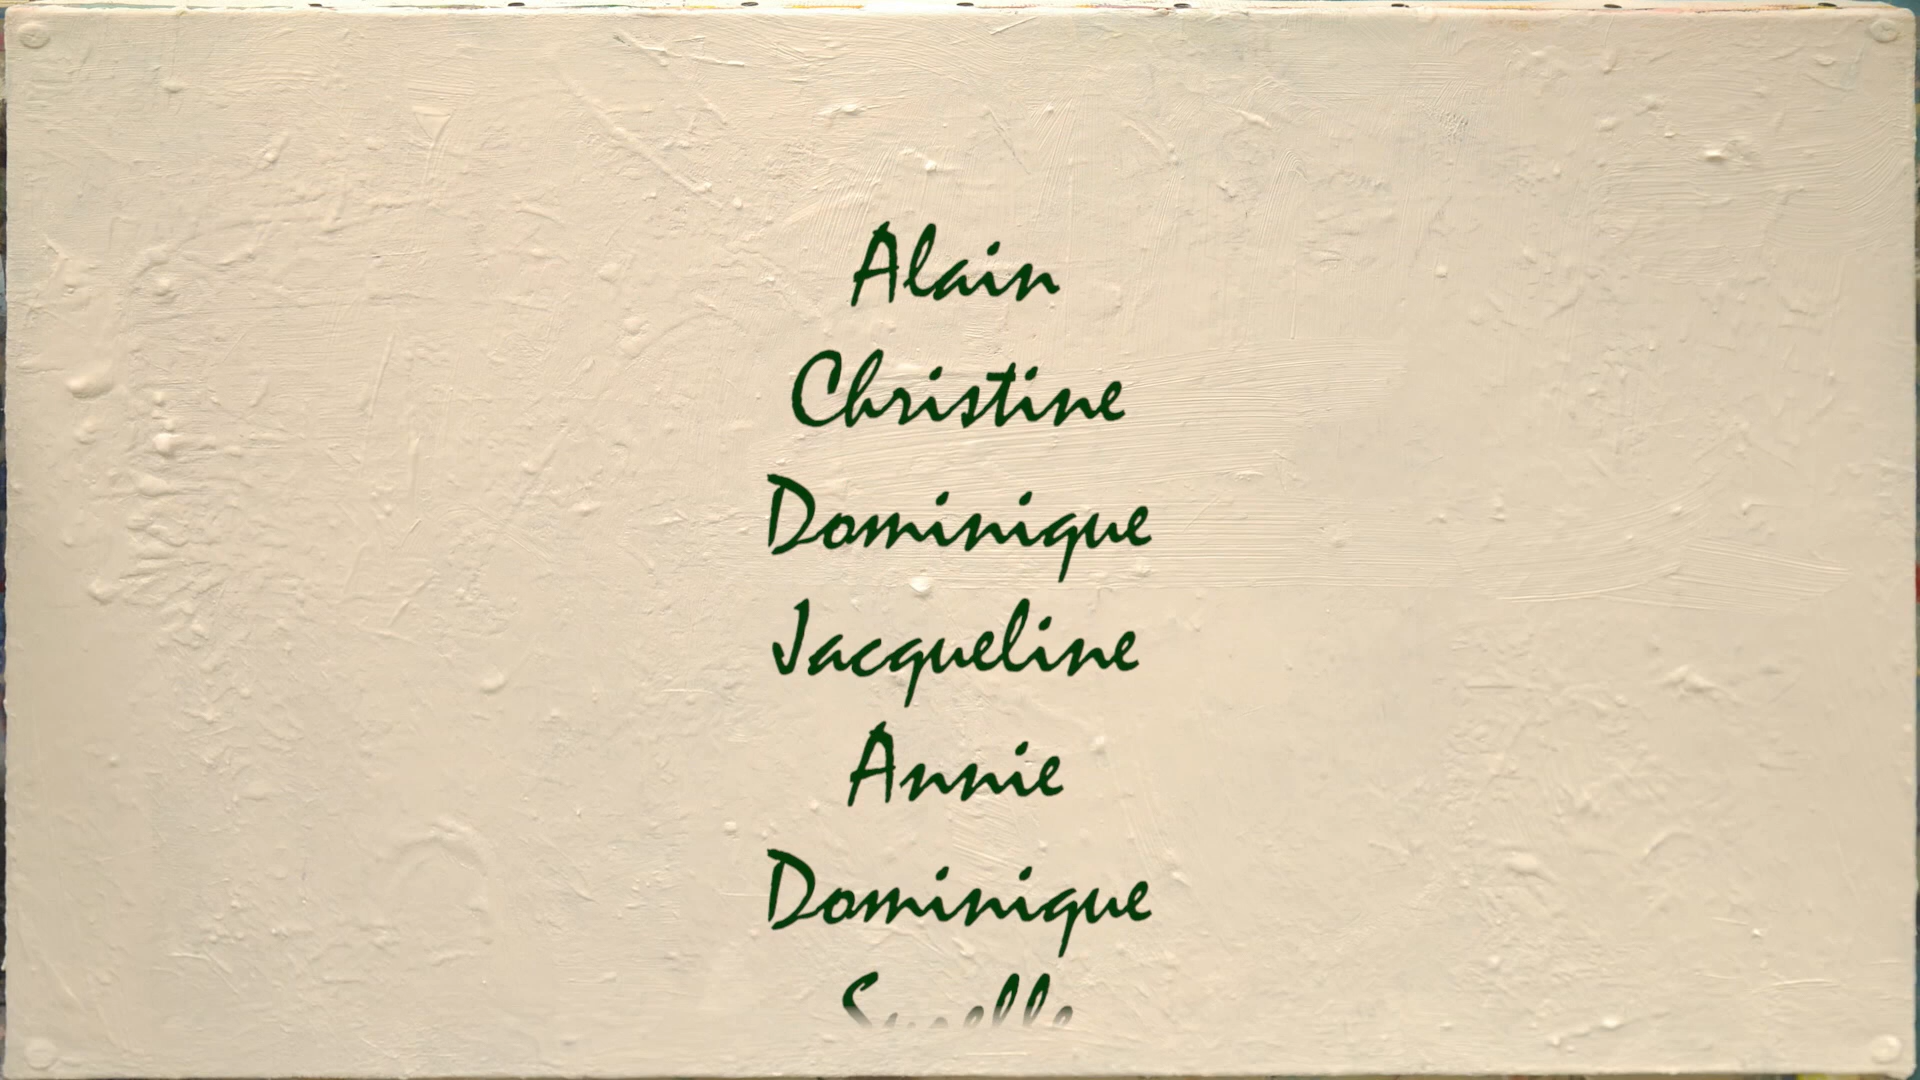 Alain
Christine
Dominique
Jacqueline
Annie
Dominique